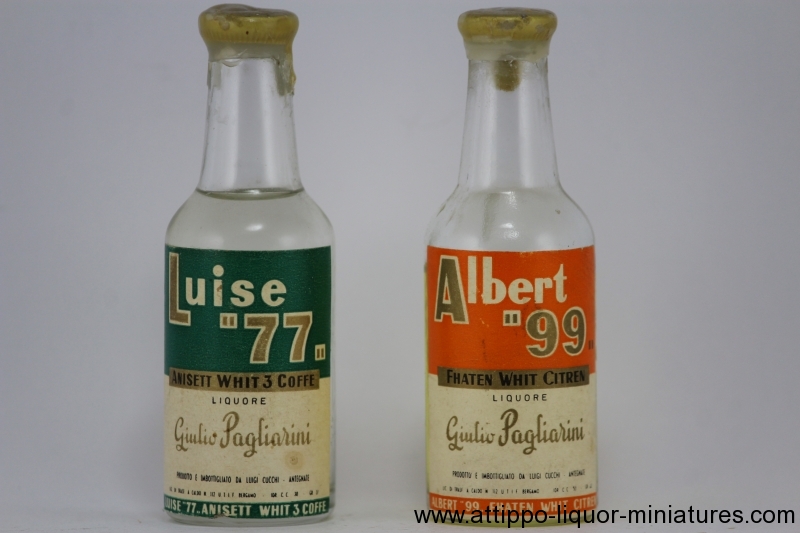 Luise
"77"
ANISETT WHIT 3 COFFE
LIQUORE
Giulio Pagliarini
PRODOTTO E IMBOTTIGLIATO DA LUIGI CUCCHI - ANTEGNATE
BERGAMO
LUISE "77" ANISETT WHIT 3 COFFE
Albert
"99"
FHATEN WHIT CITREN
LIQUORE
Giulio Pagliarini
PRODOTTO E IMBOTTIGLIATO DA LUIGI CUCCHI - ANTEGNATE
BERGAMO
ALBERT "99" FHATEN WHIT CITREN
www.attippo-liquor-miniatures.com